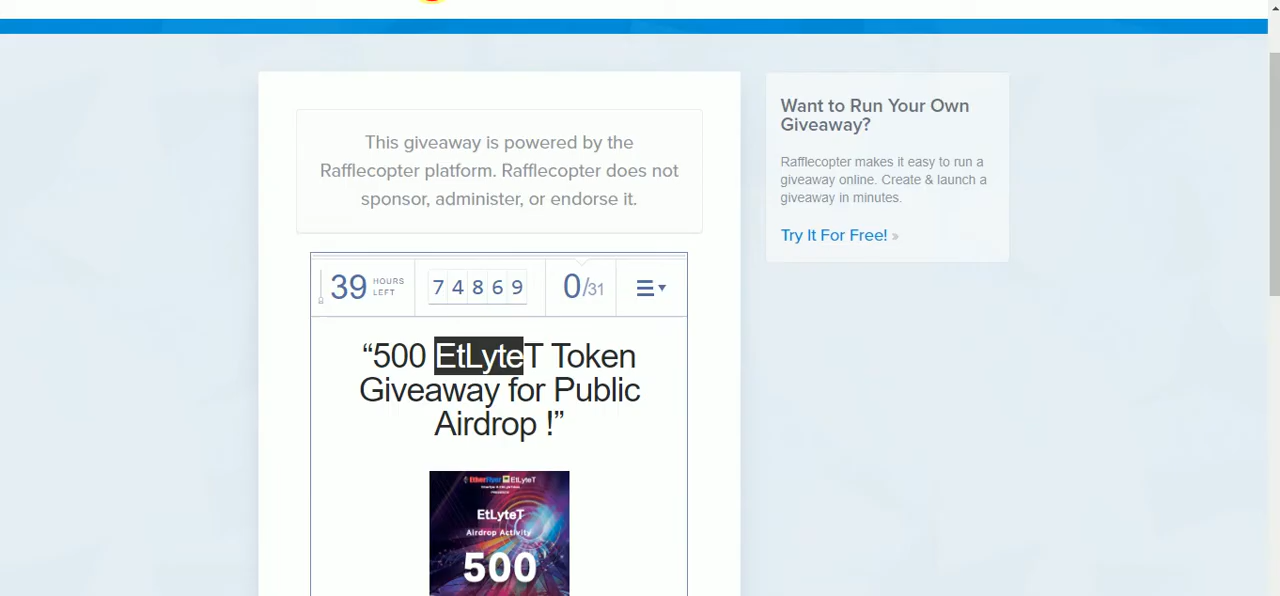 This giveaway is powered by the
Rafflecopter platform. Rafflecopter does not
sponsor, administer, or endorse it.
39 HOURS LEFT 74869 0/31
“500 EtLyteT Token
Giveaway for Public
Airdrop !”
EtherFlyer EtLyteT
EtLyteT
Airdrop Activity
500
Want to Run Your Own
Giveaway?
Rafflecopter makes it easy to run a
giveaway online. Create & launch a
giveaway in minutes.
Try It For Free! »